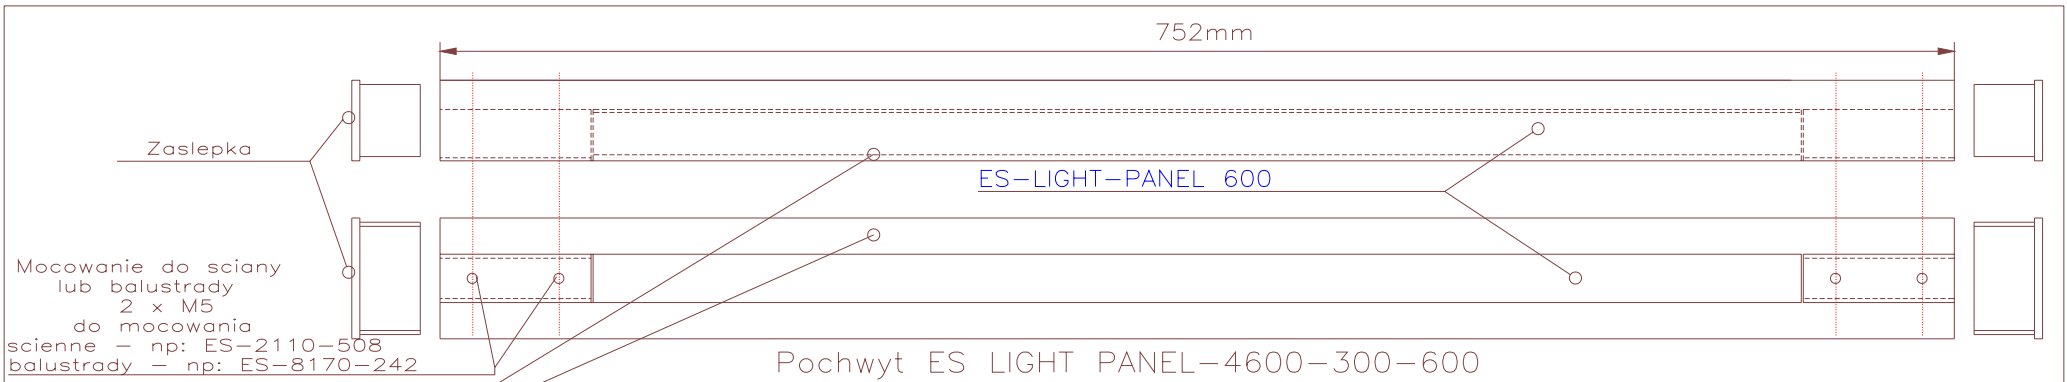 752mm
Zaslepka
ES-LIGHT-PANEL 600
Mocowanie do sciany
lub balustrady
2 x M5
do mocowania
scienne - np: ES-2110-508
balustrady - np: ES-8170-242
Pochwyt ES LIGHT PANEL-4600-300-600